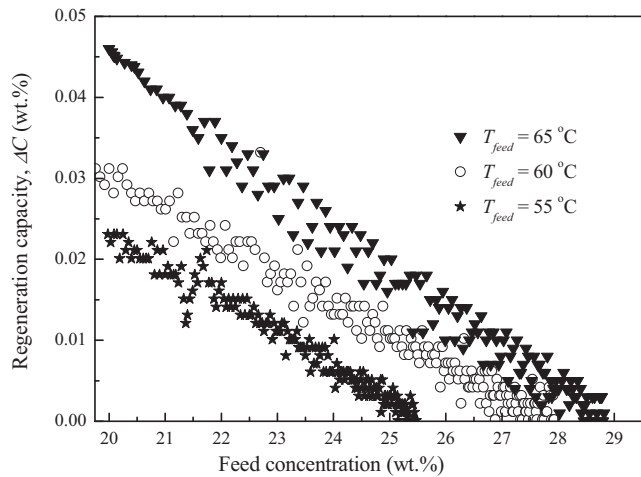 0.05
0.04
0.03
0.02
0.01
0.00
Regeneration capacity, ΔC (wt.%)
T_feed = 65 °C
T_feed = 60 °C
T_feed = 55 °C
20 21 22 23 24 25 26 27 28 29
Feed concentration (wt.%)